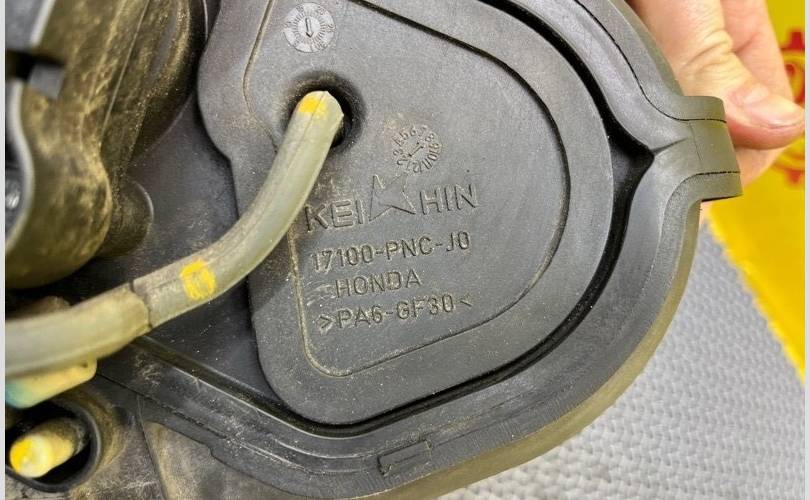 KEIHIN
17100-PNC-J0
HONDA
>PA6-GF30<